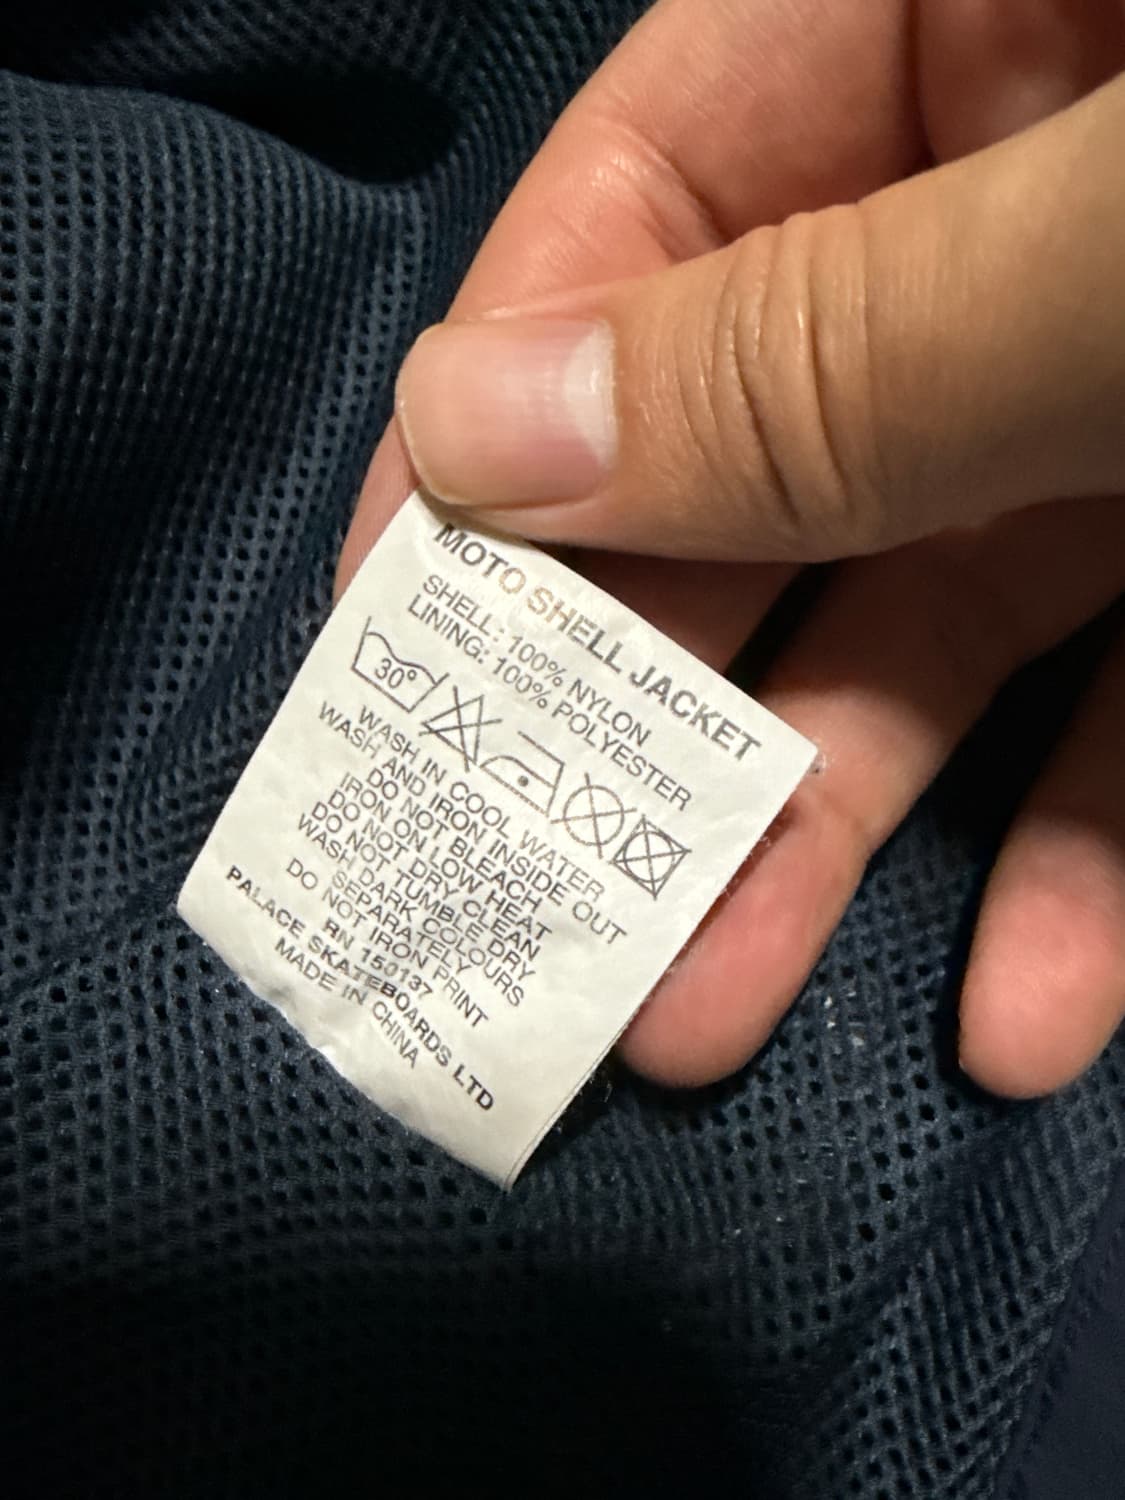 MOTO SHELL JACKET
SHELL: 100% NYLON
LINING: 100% POLYESTER
30°
WASH IN COOL WATER
WASH AND IRON INSIDE OUT
DO NOT BLEACH
IRON ON LOW HEAT
DO NOT DRY CLEAN
DO NOT TUMBLE DRY
WASH DARK COLOURS
SEPARATELY
DO NOT IRON PRINT
RN 150137
PALACE SKATEBOARDS LTD
MADE IN CHINA